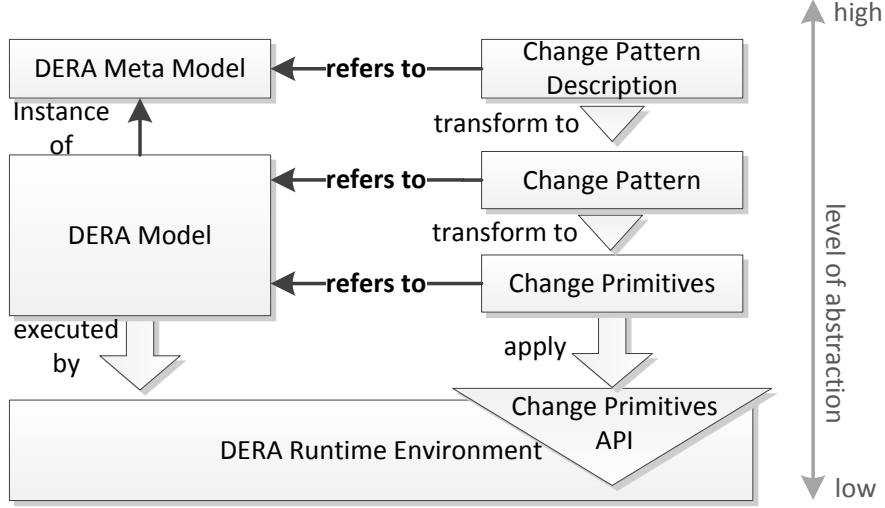 high
DERA Meta Model
refers to
Change Pattern
Description
Instance
of
transform to
DERA Model
refers to
Change Pattern
transform to
refers to
Change Primitives
level of abstraction
executed
by
apply
Change Primitives
API
DERA Runtime Environment
low